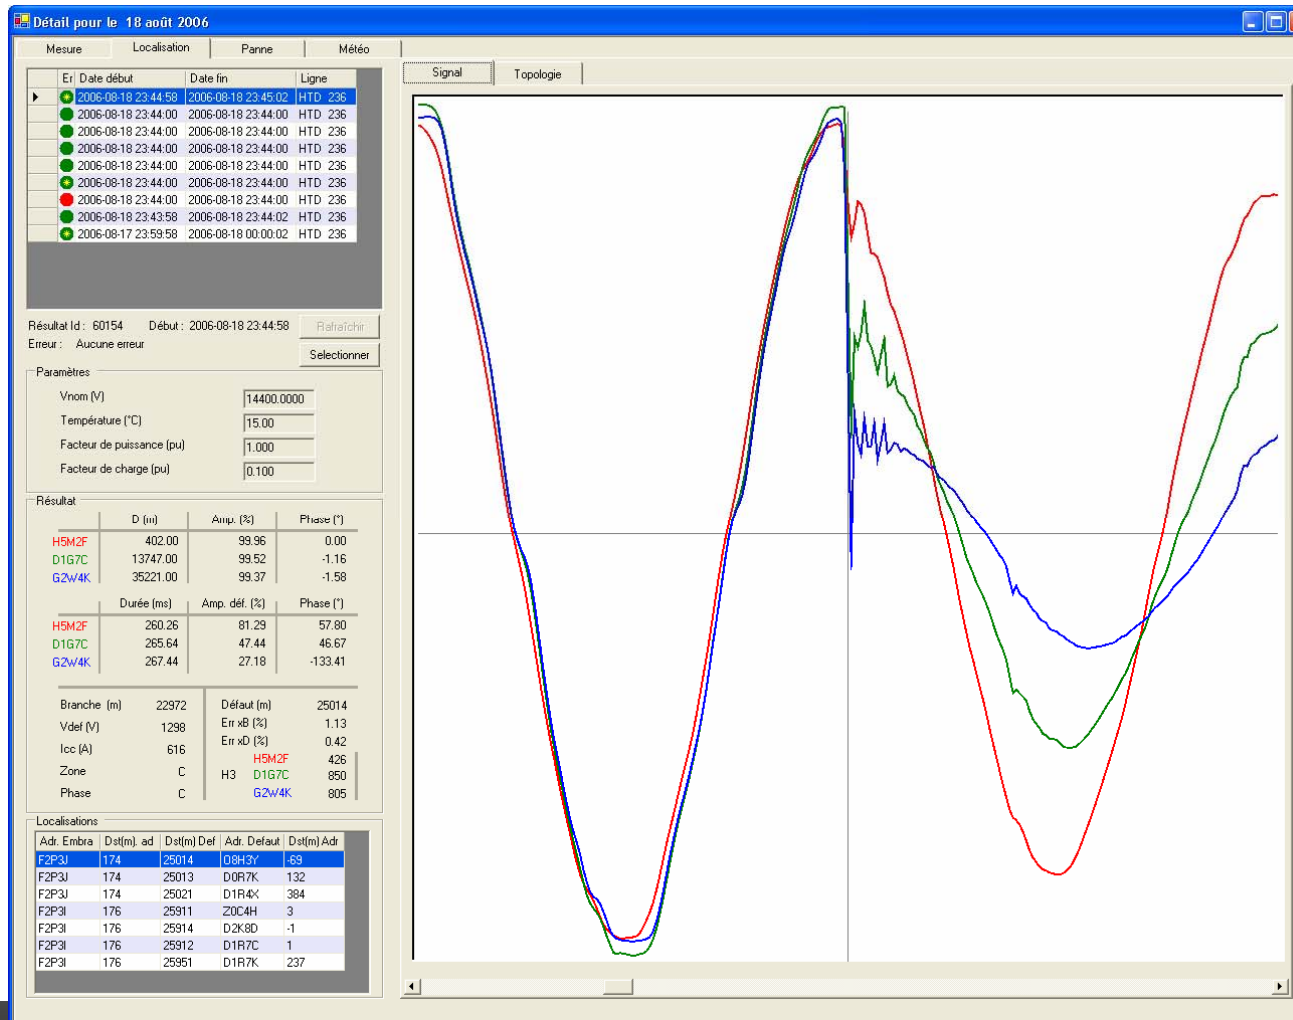 Détail pour le 18 août 2006
Mesure Localisation Panne Météo
Er Date début Date fin Ligne
2006-08-18 23:44:58 2006-08-18 23:45:02 HTD 236
2006-08-18 23:44:00 2006-08-18 23:44:00 HTD 236
2006-08-18 23:44:00 2006-08-18 23:44:00 HTD 236
2006-08-18 23:44:00 2006-08-18 23:44:00 HTD 236
2006-08-18 23:44:00 2006-08-18 23:44:00 HTD 236
2006-08-18 23:44:00 2006-08-18 23:44:00 HTD 236
2006-08-18 23:44:00 2006-08-18 23:44:00 HTD 236
2006-08-18 23:43:58 2006-08-18 23:44:02 HTD 236
2006-08-17 23:59:58 2006-08-18 00:00:02 HTD 236
Résultat Id : 60154 Début : 2006-08-18 23:44:58 Rafraîchir
Erreur : Aucune erreur
Selectionner
Paramètres
Vnom (V) 14400.0000
Température (°C) 15.00
Facteur de puissance (pu) 1.000
Facteur de charge (pu) 0.100
Résultat
D (m) Amp. (%) Phase (°)
H5M2F 402.00 99.96 0.00
D1G7C 13747.00 99.52 -1.16
G2W4K 35221.00 99.37 -1.58
Durée (ms) Amp. déf. (%) Phase (°)
H5M2F 260.26 81.29 57.80
D1G7C 265.64 47.44 46.67
G2W4K 267.44 27.18 -133.41
Branche (m) 22972 Défaut (m) 25014
Vdef (V) 1298 Err xB (%) 1.13
Icc (A) 616 Err xD (%) 0.42
H5M2F 426
Zone C H3 D1G7C 850
Phase C G2W4K 805
Localisations
Adr. Embra Dst(m). ad Dst(m) Def Adr. Defaut Dst(m) Adr
F2P3J 174 25014 O8H3Y -69
F2P3J 174 25013 D0R7K 132
F2P3J 174 25021 D1R4X 384
F2P3I 176 25911 Z0C4H 3
F2P3I 176 25914 D2K8D -1
F2P3I 176 25912 D1R7C 1
F2P3I 176 25951 D1R7K 237
Signal Topologie